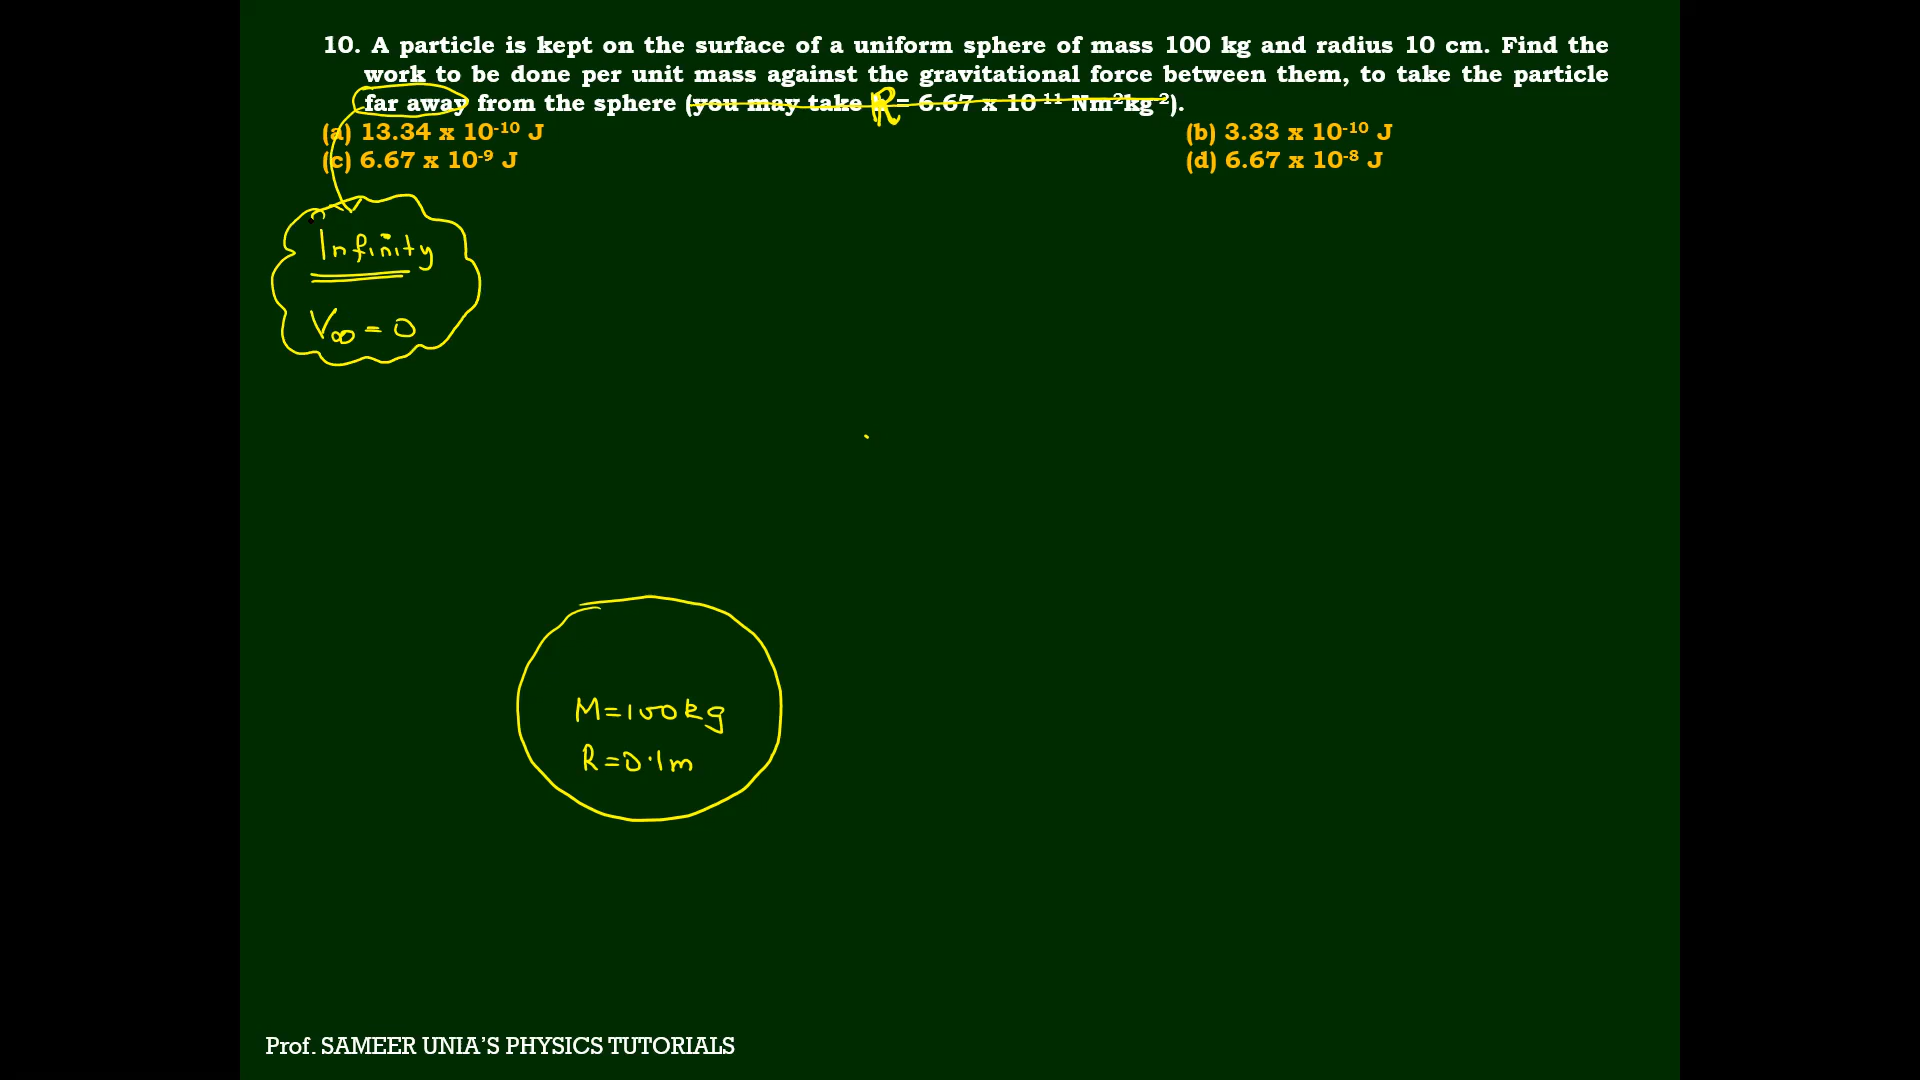 10. A particle is kept on the surface of a uniform sphere of mass 100 kg and radius 10 cm. Find the
work to be done per unit mass against the gravitational force between them, to take the particle
far away from the sphere (you may take R = 6.67 x 10⁻¹¹ Nm²kg⁻²).
(a) 13.34 x 10⁻¹⁰ J (b) 3.33 x 10⁻¹⁰ J
(c) 6.67 x 10⁻⁹ J (d) 6.67 x 10⁻⁸ J
Infinity
V∞ = 0
M=100kg
R=0.1m
Prof. SAMEER UNIA'S PHYSICS TUTORIALS